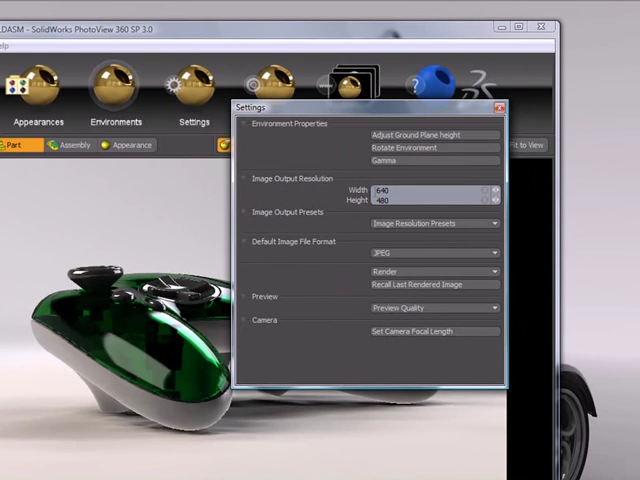 LDASM - SolidWorks PhotoView 360 SP 3.0
elp
Appearances
Environments
Settings
Part
Assembly
Appearance
Fit to View
Settings
Environment Properties
Adjust Ground Plane height
Rotate Environment
Gamma
Image Output Resolution
Width 640
Height 480
Image Output Presets
Image Resolution Presets
Default Image File Format
JPEG
Render
Recall Last Rendered Image
Preview
Preview Quality
Camera
Set Camera Focal Length